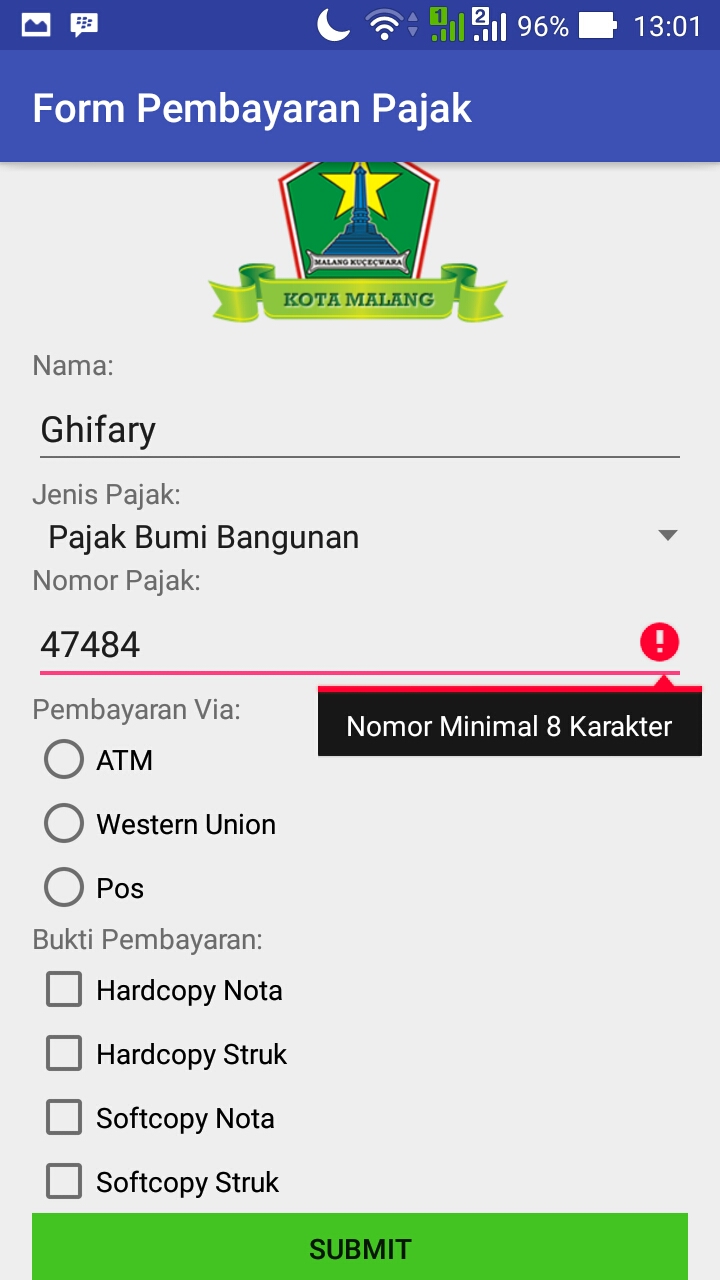 1 2 96% 13:01
Form Pembayaran Pajak
MALANG KUÇEÇWARA
KOTA MALANG
Nama:
Ghifary
Jenis Pajak:
Pajak Bumi Bangunan
Nomor Pajak:
47484
Nomor Minimal 8 Karakter
Pembayaran Via:
ATM
Western Union
Pos
Bukti Pembayaran:
Hardcopy Nota
Hardcopy Struk
Softcopy Nota
Softcopy Struk
SUBMIT